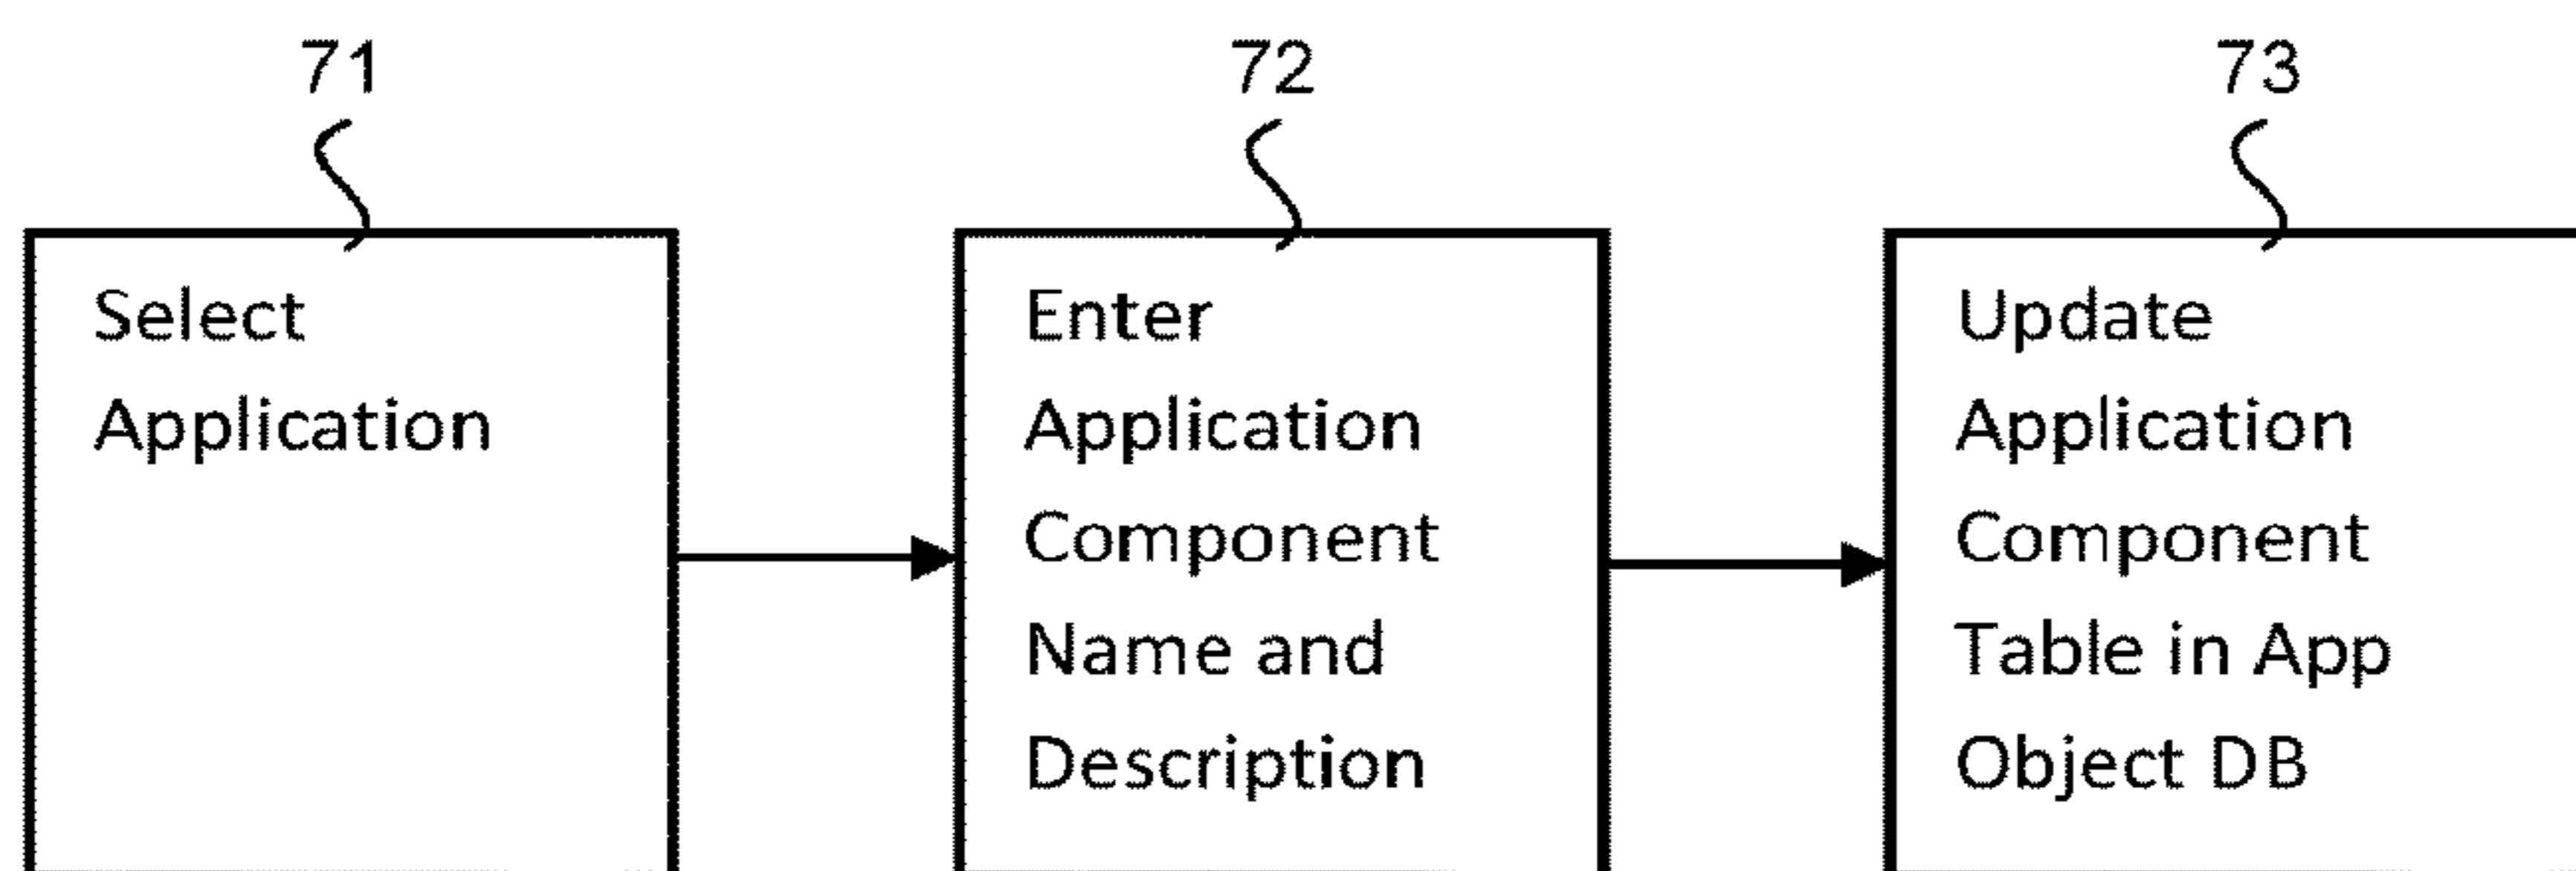 71
72
73
Select
Application
Enter
Application
Component
Name and
Description
Update
Application
Component
Table in App
Object DB